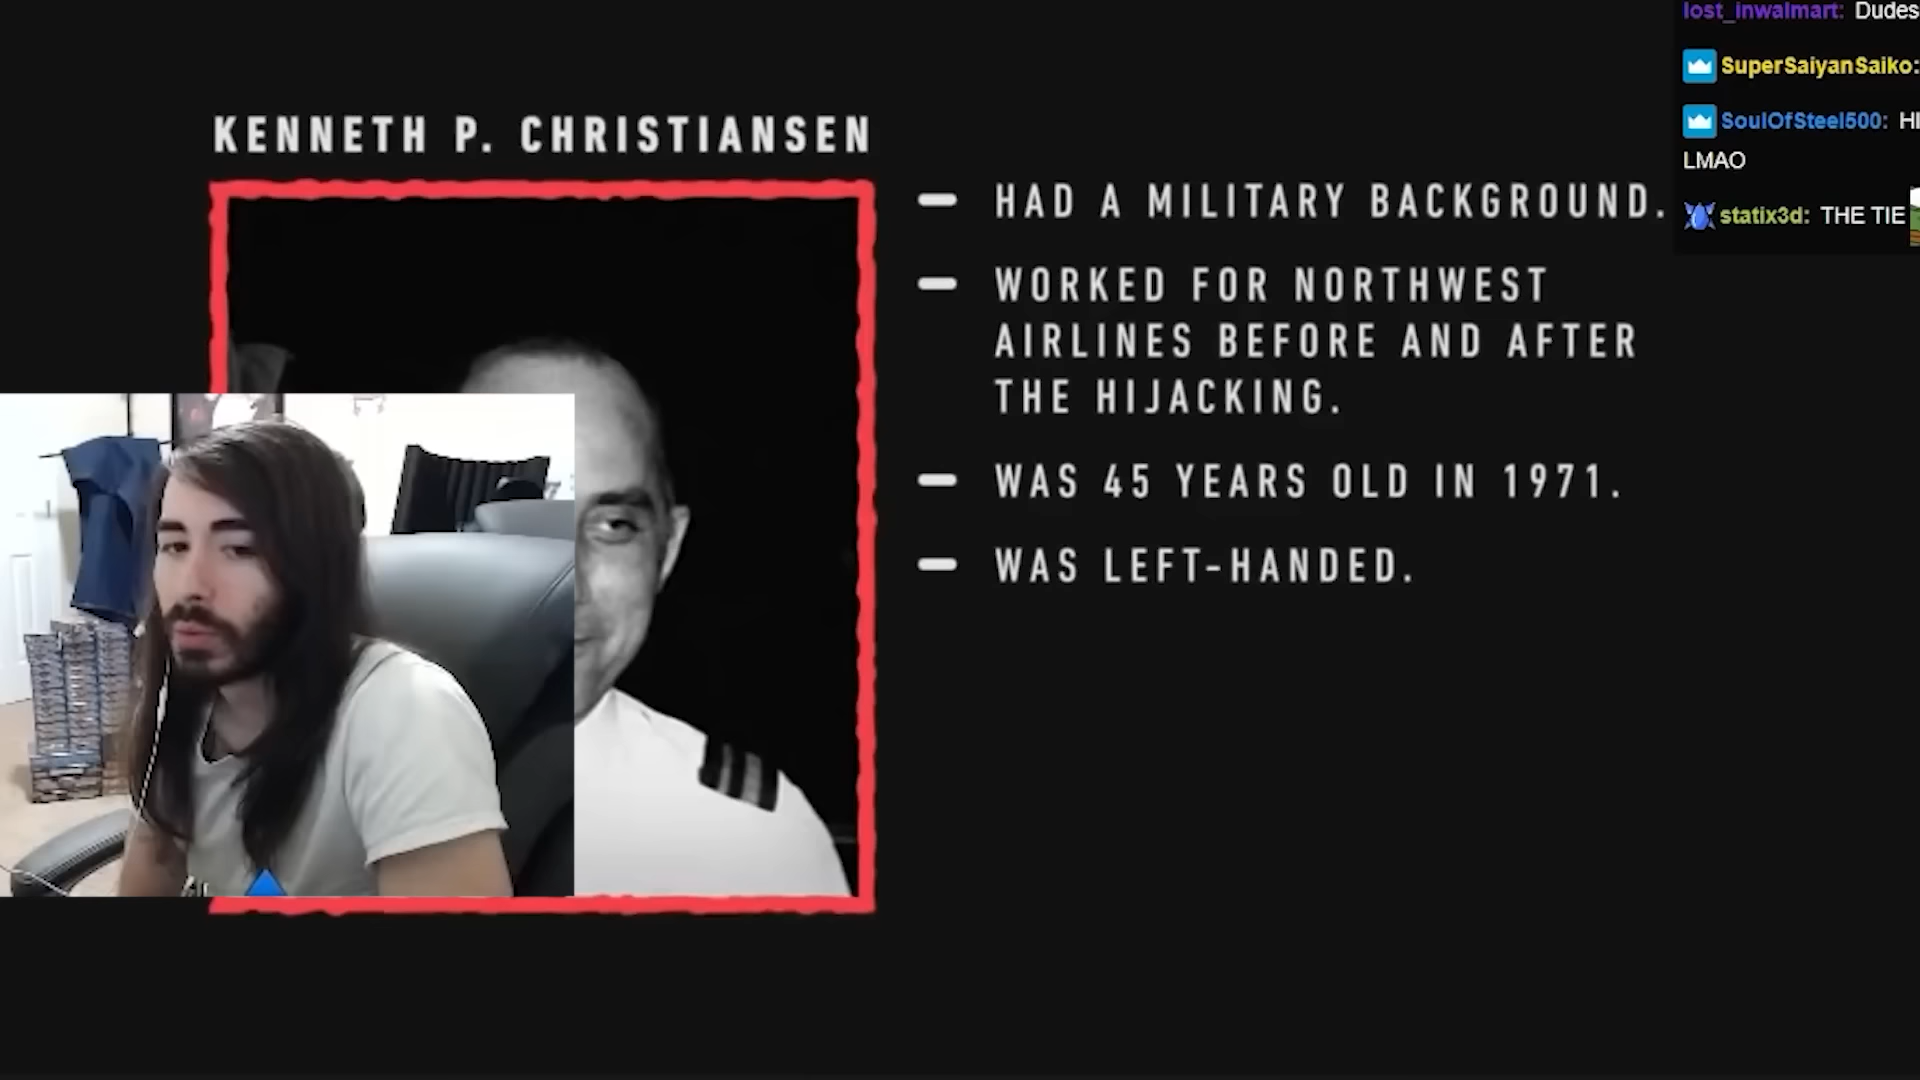 KENNETH P. CHRISTIANSEN
— HAD A MILITARY BACKGROUND.
— WORKED FOR NORTHWEST
AIRLINES BEFORE AND AFTER
THE HIJACKING.
— WAS 45 YEARS OLD IN 1971.
— WAS LEFT-HANDED.
lost_inwalmart: Dudes
SuperSaiyanSaiko:
SoulOfSteel500: HI
LMAO
statix3d: THE TIE